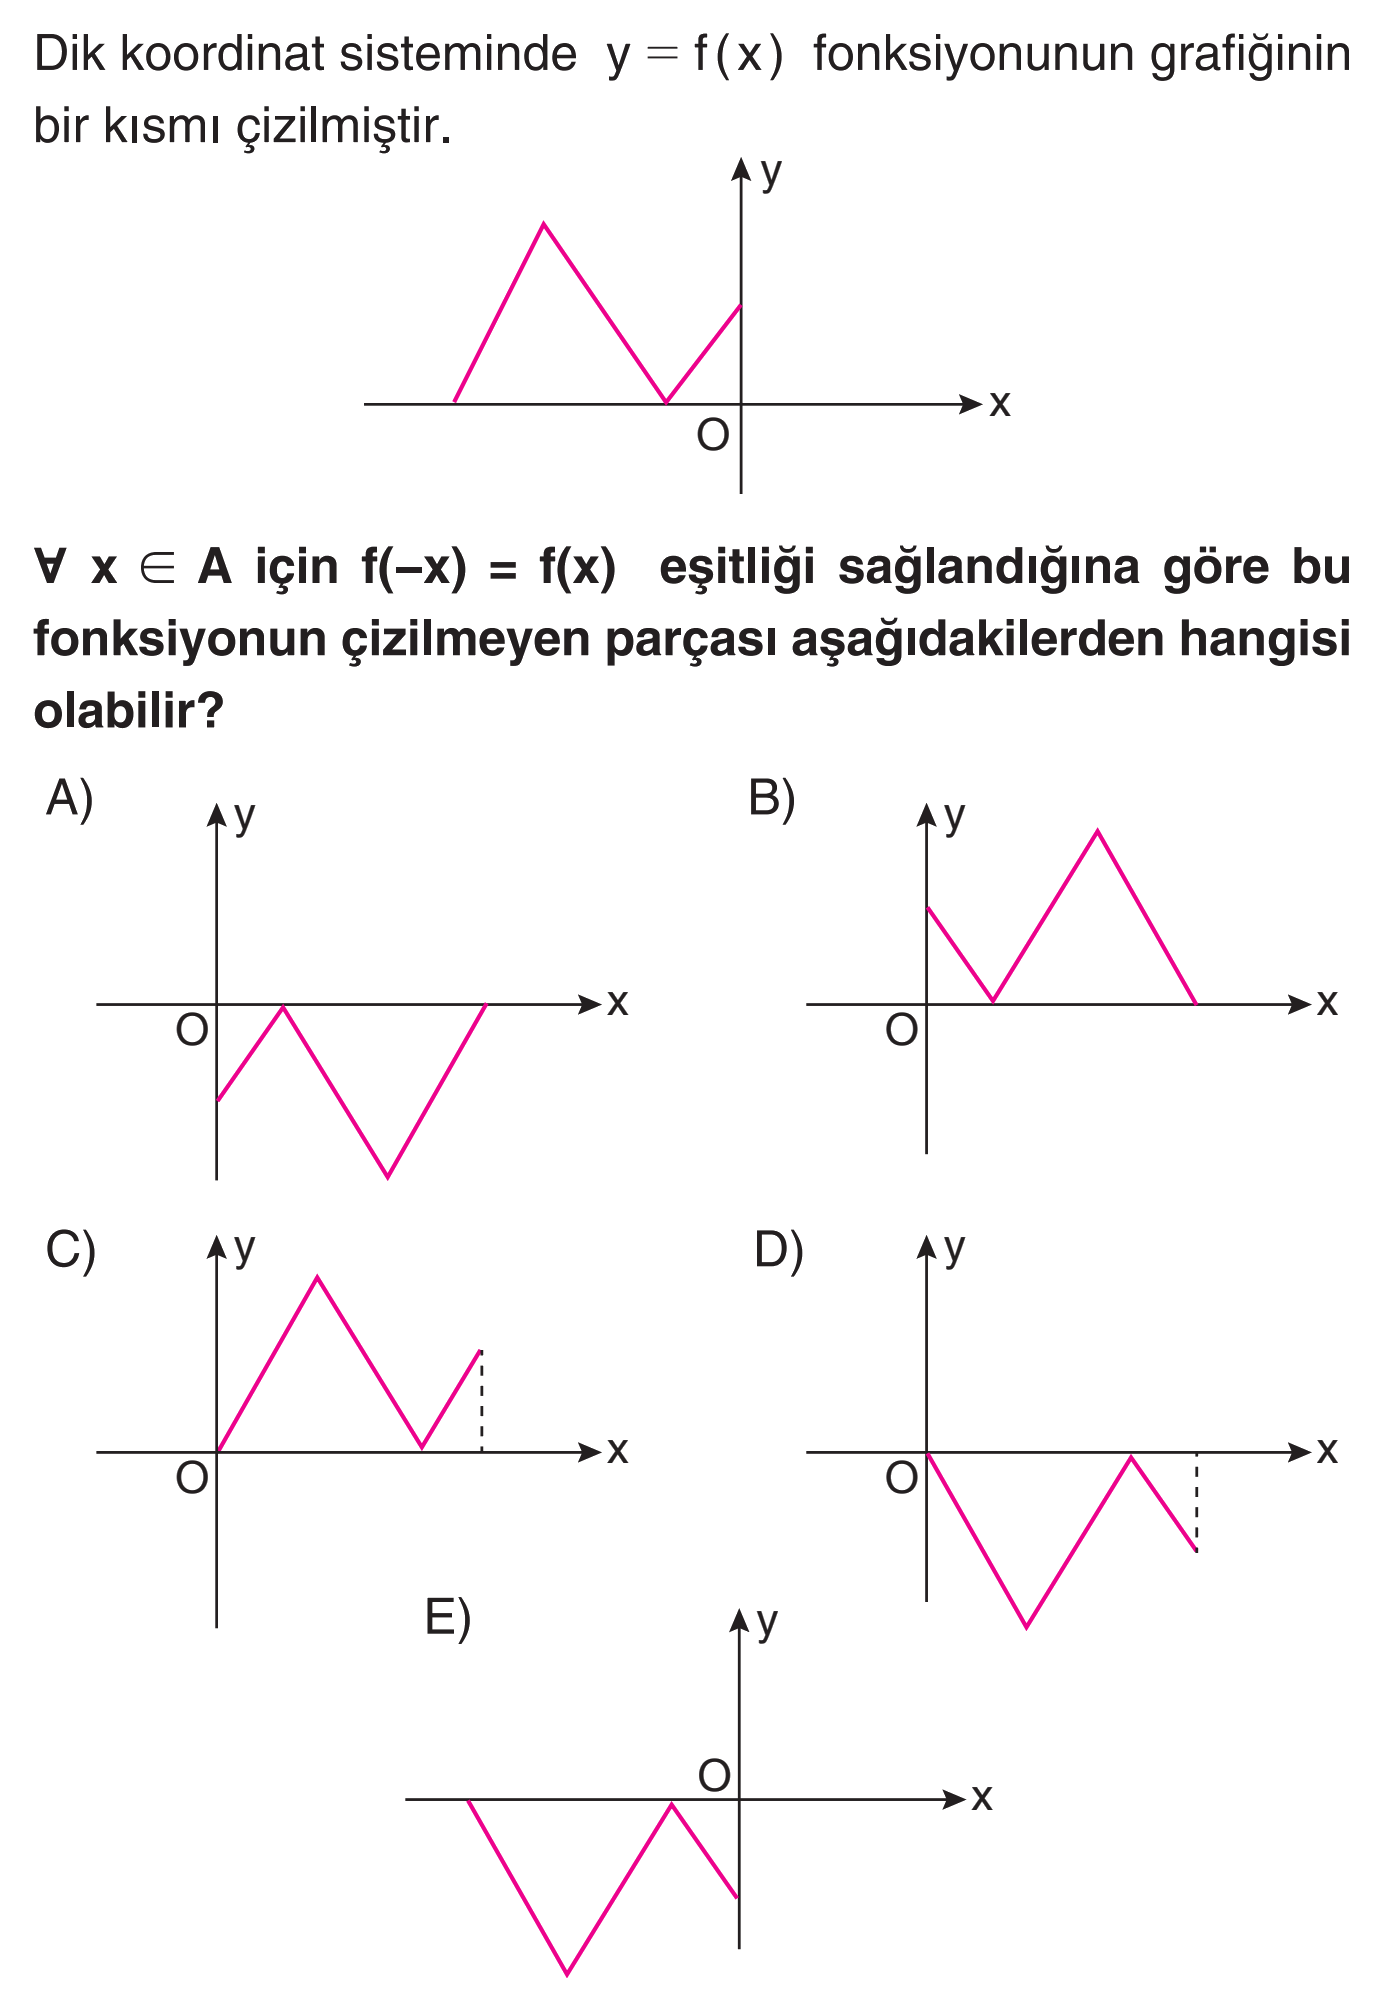 Dik koordinat sisteminde y = f(x) fonksiyonunun grafiğinin
bir kısmı çizilmiştir.
y
x
O
∀ x ∈ A için f(–x) = f(x) eşitliği sağlandığına göre bu
fonksiyonun çizilmeyen parçası aşağıdakilerden hangisi
olabilir?
A)
y
x
O
B)
y
x
O
C)
y
x
O
D)
y
x
O
E)
y
O
x